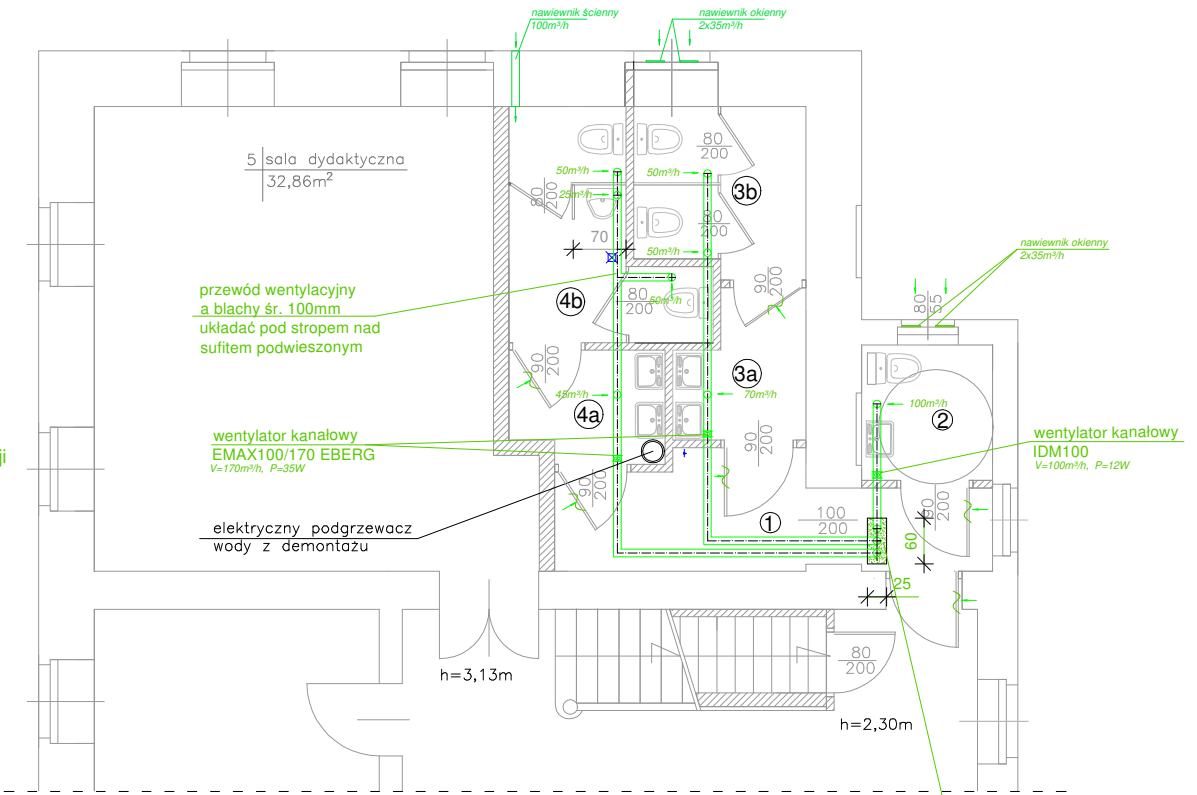 nawiewnik ścienny
100m³/h
nawiewnik okienny
2x35m³/h
5 sala dydaktyczna
32,86m²
80
200
50m³/h
50m³/h
25m³/h
80
200
3b
80
200
70
50m³/h
nawiewnik okienny
2x35m³/h
przewód wentylacyjny
a blachy śr. 100mm
układać pod stropem nad
sufitem podwieszonym
4b
80
200
50m³/h
90
200
80
55
90
200
3a
45m³/h
70m³/h
4a
100m³/h
2
wentylator kanałowy
EMAX100/170 EBERG
V=170m³/h, P=35W
90
200
wentylator kanałowy
IDM100
V=100m³/h, P=12W
ji
90
200
90
200
elektryczny podgrzewacz
wody z demontażu
1
100
200
60
25
h=3,13m
80
200
h=2,30m